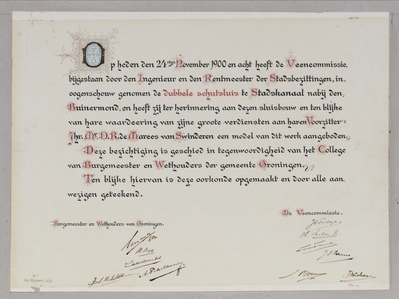 Op heden den 24sten November 1900 en acht heeft de Veencommissie,
bijgestaan door den Ingenieur en den Rentmeester der Stadsbezittingen, in
oogenschouw genomen de dubbele schutsluis te Stadskanaal nabij den
Buinermond, en heeft zij ter herinnering aan dezen sluisbouw en ten blijke
van hare waardeering van zijne groote verdiensten aan haren Voorzitter
Jhr. Mr. O.R. de Marees van Swinderen een model van dit werk aangeboden.
Deze bezichtiging is geschied in tegenwoordigheid van het College
van Burgemeester en Wethouders der gemeente Groningen.
Ten blijke hiervan is deze oorkonde opgemaakt en door alle aan-
wezigen geteekend.
De Veencommissie.
Burgemeester en Wethouders van Groningen.